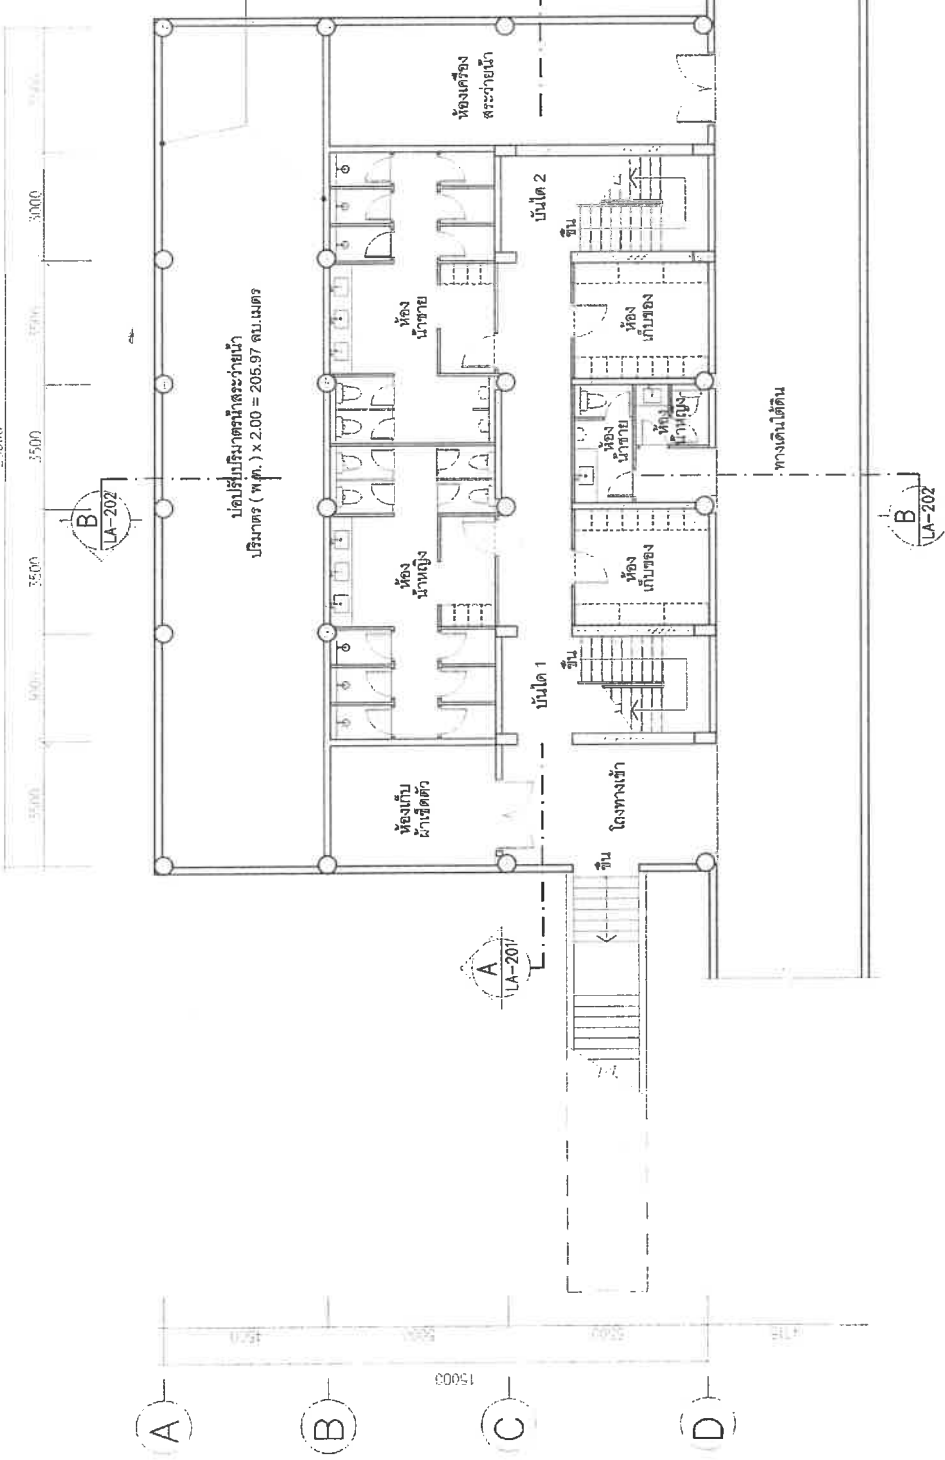 3000
3500
3500
3500
3500
บ่อปรับปริมาตรน้ำสระว่ายน้ำ
ปริมาตร ( พ.ท. ) x 2.00 = 205.97 ลบ.เมตร
B
LA-202
ห้องเครื่อง
สระว่ายน้ำ
ห้อง
น้ำชาย
ห้อง
น้ำหญิง
ห้องเก็บ
ผ้าเช็ดตัว
บันได 2
ขึ้น
ห้อง
เก็บของ
ห้อง
น้ำชาย
ห้อง
น้ำหญิง
ห้อง
เก็บของ
บันได 1
ขึ้น
โถงทางเข้า
ขึ้น
ทางเดินใต้ดิน
B
LA-202
A
LA-201
15000
A
B
C
D